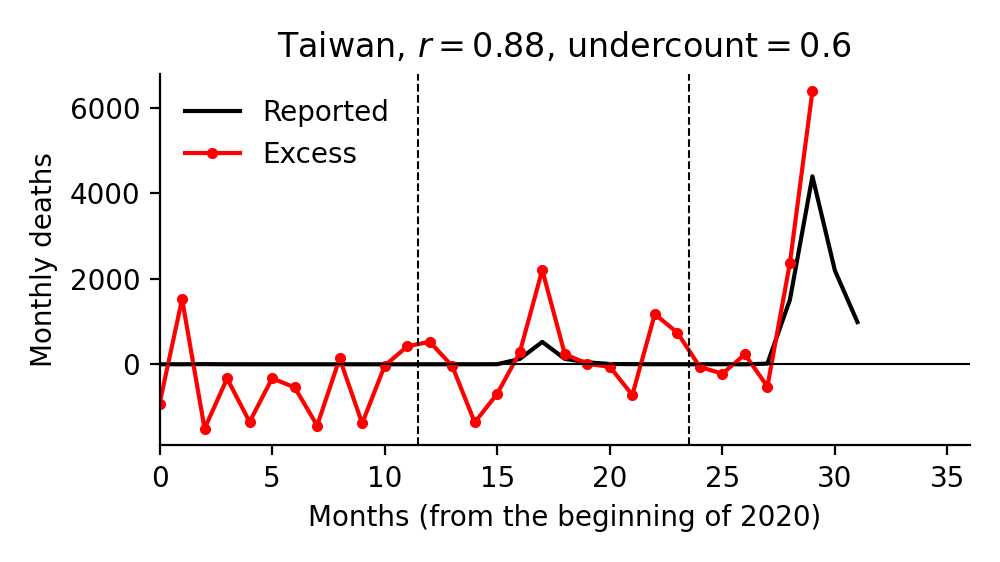 Taiwan, r = 0.88, undercount = 0.6
Reported
Excess
6000
4000
2000
0
Monthly deaths
0 5 10 15 20 25 30 35
Months (from the beginning of 2020)